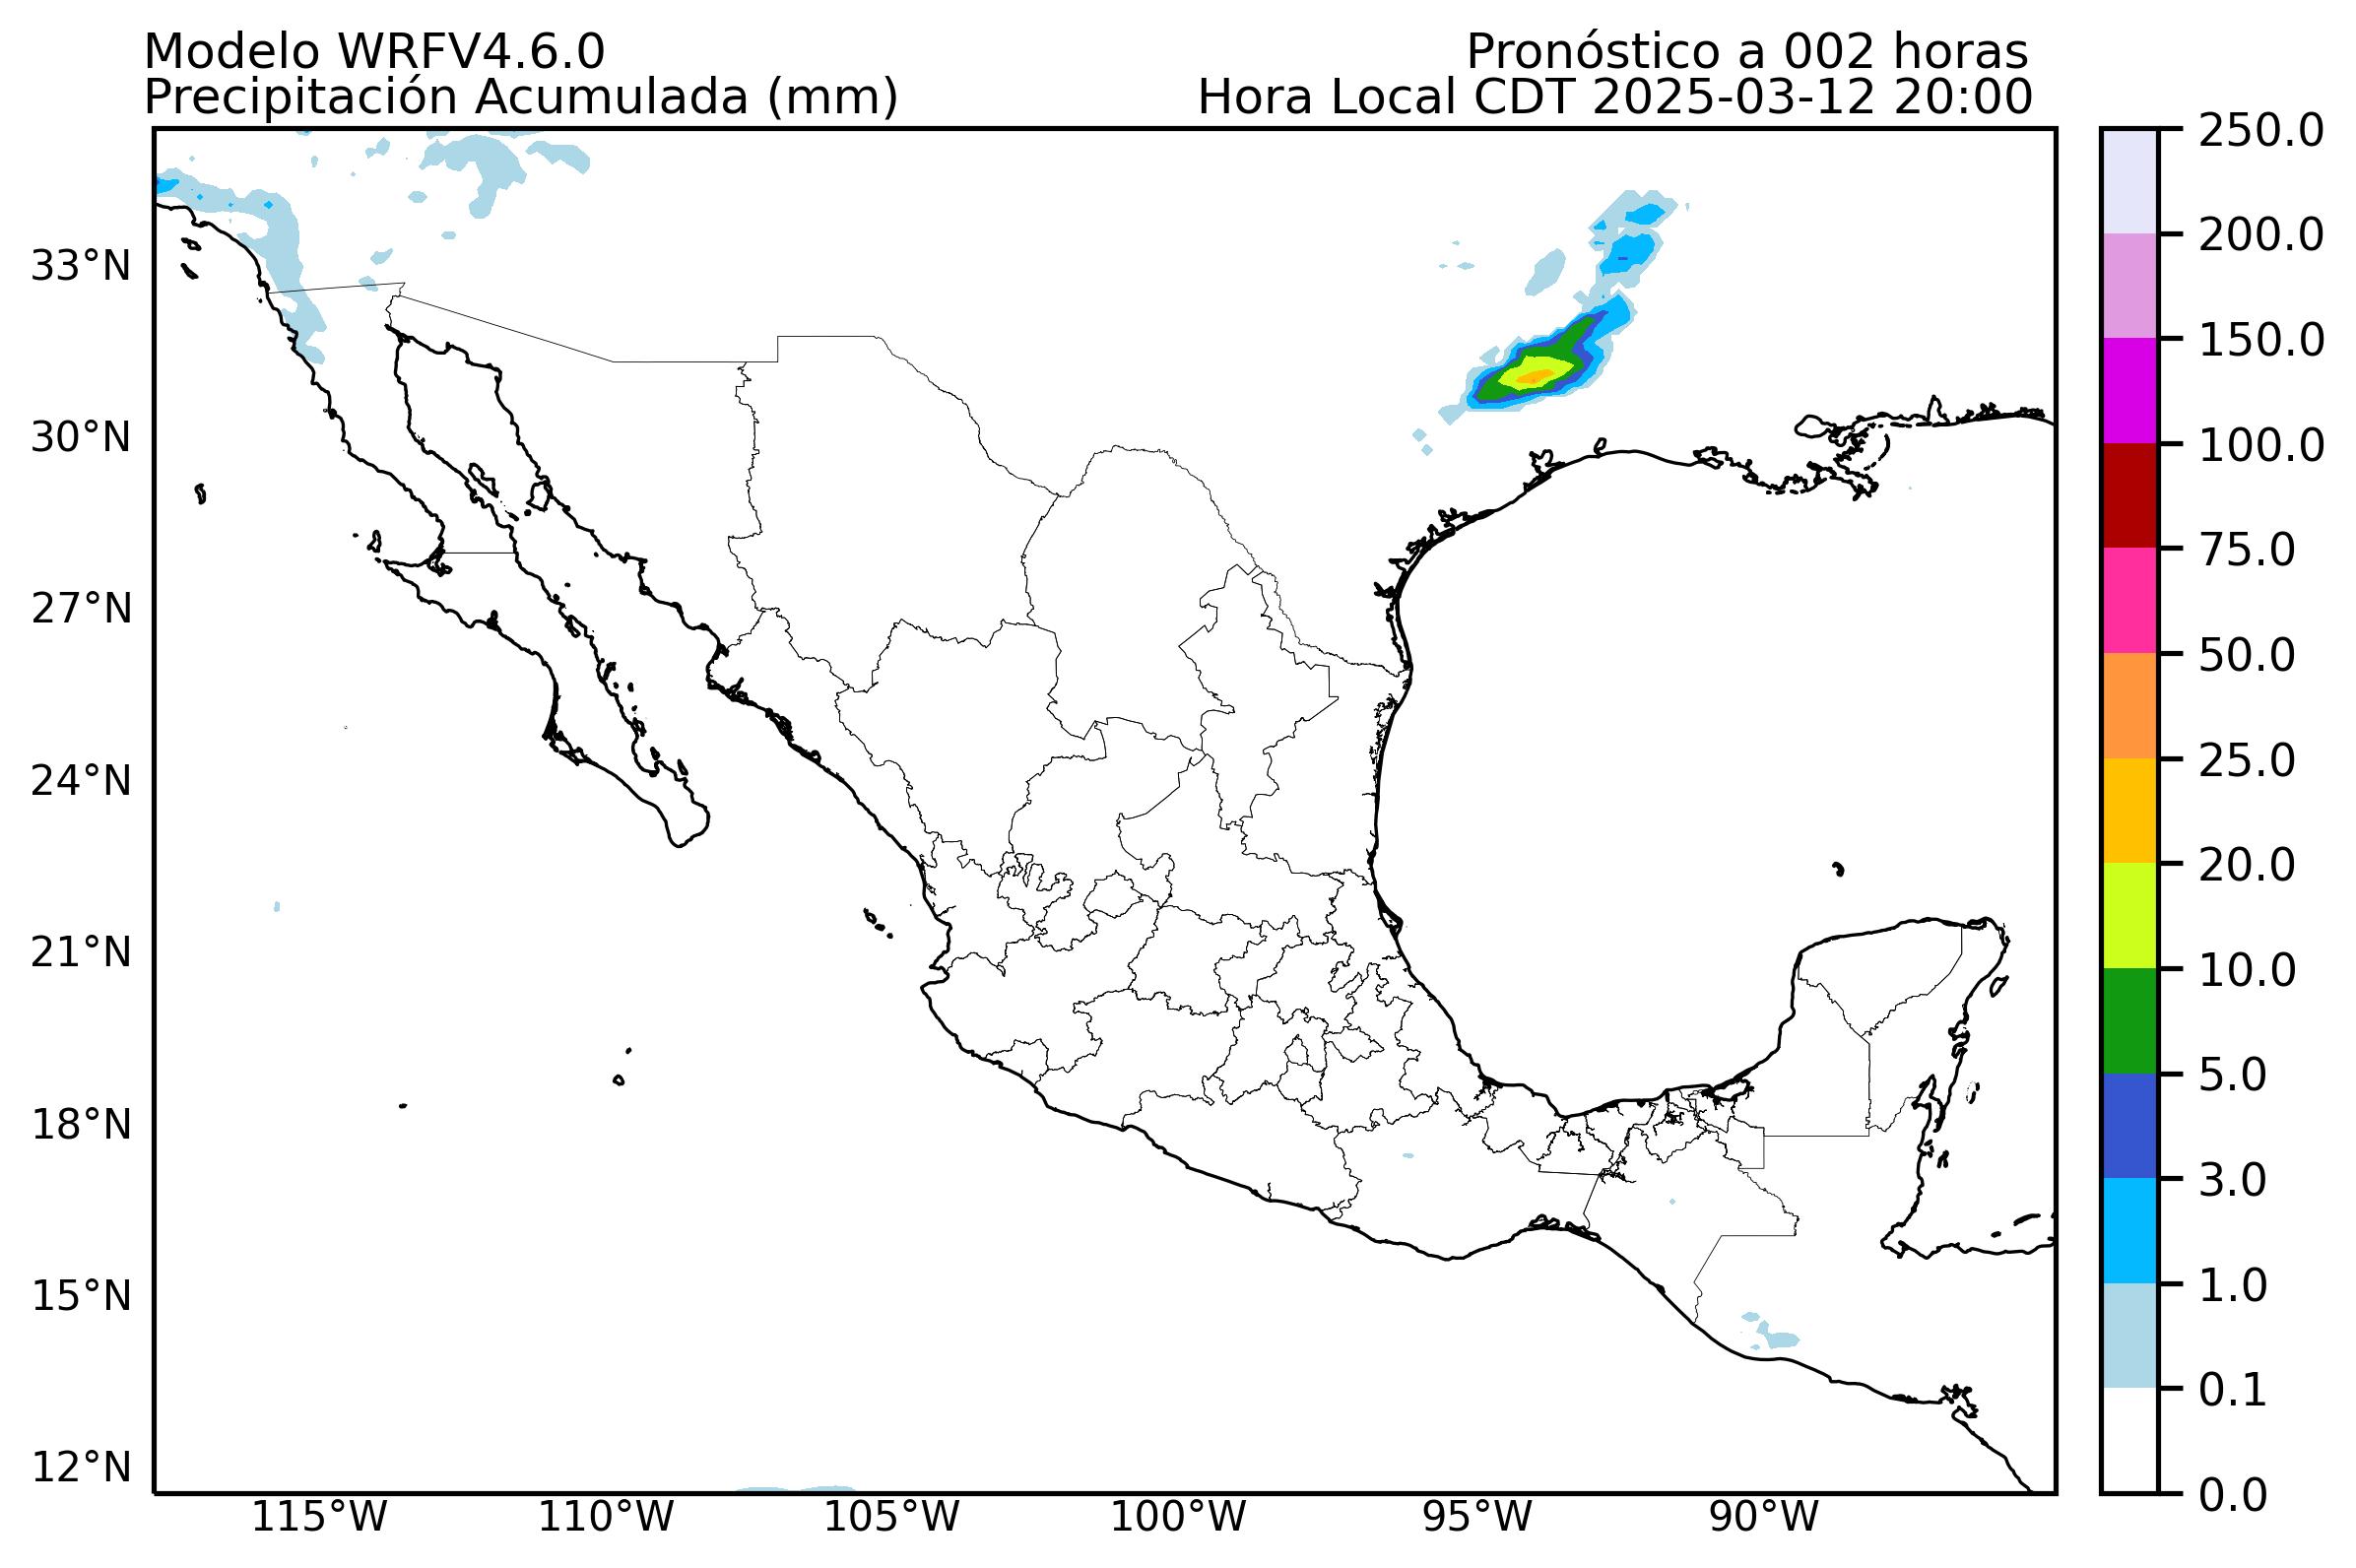 Modelo WRFV4.6.0
Pronóstico a 002 horas
Precipitación Acumulada (mm)
Hora Local CDT 2025-03-12 20:00
33°N
30°N
27°N
24°N
21°N
18°N
15°N
12°N
115°W
110°W
105°W
100°W
95°W
90°W
250.0
200.0
150.0
100.0
75.0
50.0
25.0
20.0
10.0
5.0
3.0
1.0
0.1
0.0